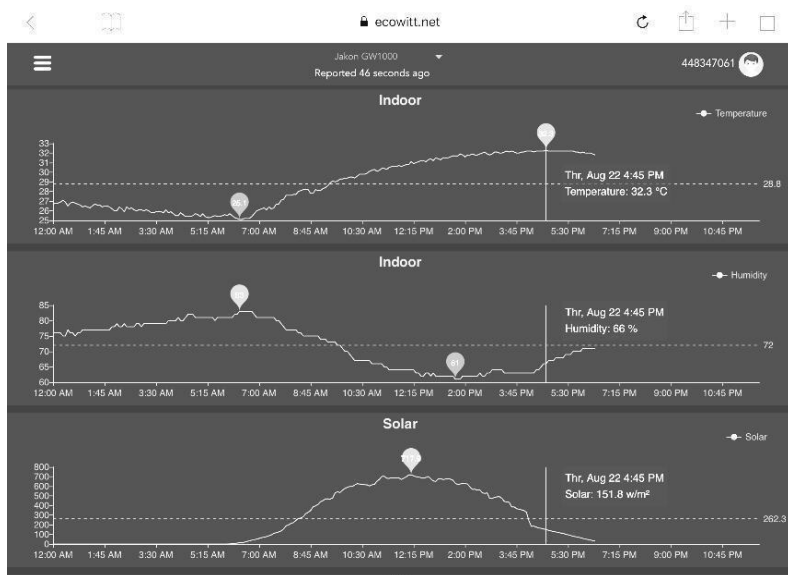 ecowitt.net
Jakon GW1000
Reported 46 seconds ago
448347061
Indoor
Temperature
33
32
31
30
29
28
27
26
25
28.8
25.1
Thr, Aug 22 4:45 PM
Temperature: 32.3 °C
12:00 AM 1:45 AM 3:30 AM 5:15 AM 7:00 AM 8:45 AM 10:30 AM 12:15 PM 2:00 PM 3:45 PM 5:30 PM 7:15 PM 9:00 PM 10:45 PM
Indoor
Humidity
85
80
75
70
65
60
72
61
Thr, Aug 22 4:45 PM
Humidity: 66 %
12:00 AM 1:45 AM 3:30 AM 5:15 AM 7:00 AM 8:45 AM 10:30 AM 12:15 PM 2:00 PM 3:45 PM 5:30 PM 7:15 PM 9:00 PM 10:45 PM
Solar
Solar
800
700
600
500
400
300
200
100
0
262.3
Thr, Aug 22 4:45 PM
Solar: 151.8 w/m²
12:00 AM 1:45 AM 3:30 AM 5:15 AM 7:00 AM 8:45 AM 10:30 AM 12:15 PM 2:00 PM 3:45 PM 5:30 PM 7:15 PM 9:00 PM 10:45 PM